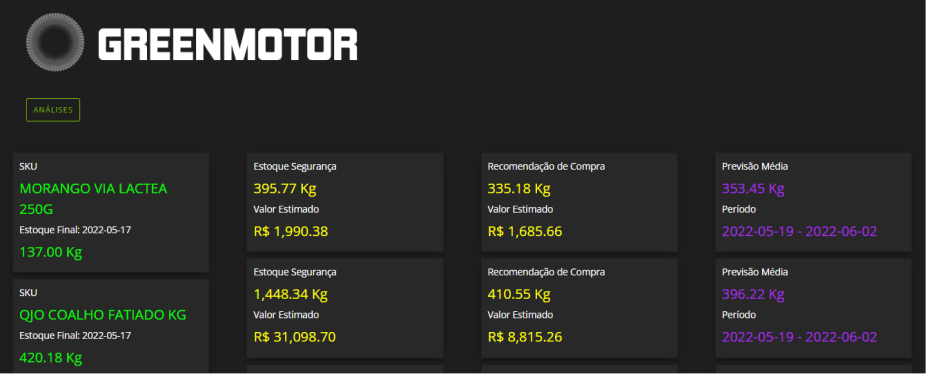 GREENMOTOR
ANÁLISES
SKU
MORANGO VIA LACTEA
250G
Estoque Final: 2022-05-17
137.00 Kg
Estoque Segurança
395.77 Kg
Valor Estimado
R$ 1,990.38
Recomendação de Compra
335.18 Kg
Valor Estimado
R$ 1,685.66
Previsão Média
353.45 Kg
Período
2022-05-19 - 2022-06-02
SKU
QJO COALHO FATIADO KG
Estoque Final: 2022-05-17
420.18 Kg
Estoque Segurança
1,448.34 Kg
Valor Estimado
R$ 31,098.70
Recomendação de Compra
410.55 Kg
Valor Estimado
R$ 8,815.26
Previsão Média
396.22 Kg
Período
2022-05-19 - 2022-06-02